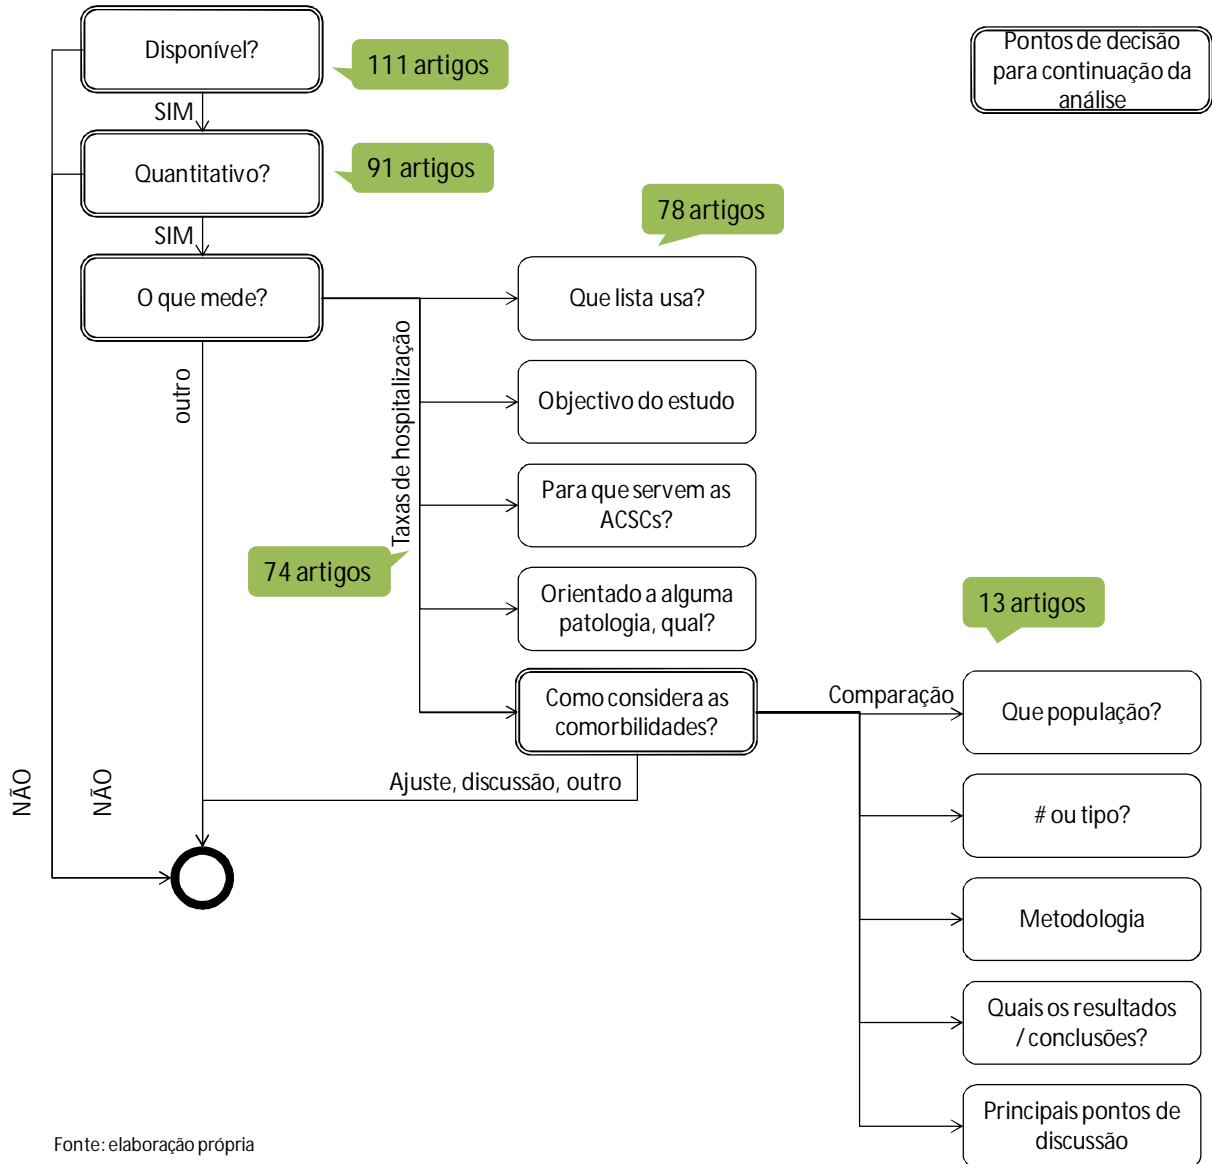 Disponível?
111 artigos
Pontos de decisão
para continuação da
análise
SIM
Quantitativo?
91 artigos
SIM
78 artigos
O que mede?
Que lista usa?
outro
Taxas de hospitalização
Objectivo do estudo
Para que servem as
ACSCs?
74 artigos
Orientado a alguma
patologia, qual?
13 artigos
Como considera as
comorbilidades?
Comparação
Que população?
Ajuste, discussão, outro
NÃO
NÃO
# ou tipo?
Metodologia
Quais os resultados
/ conclusões?
Principais pontos de
discussão
Fonte: elaboração própria